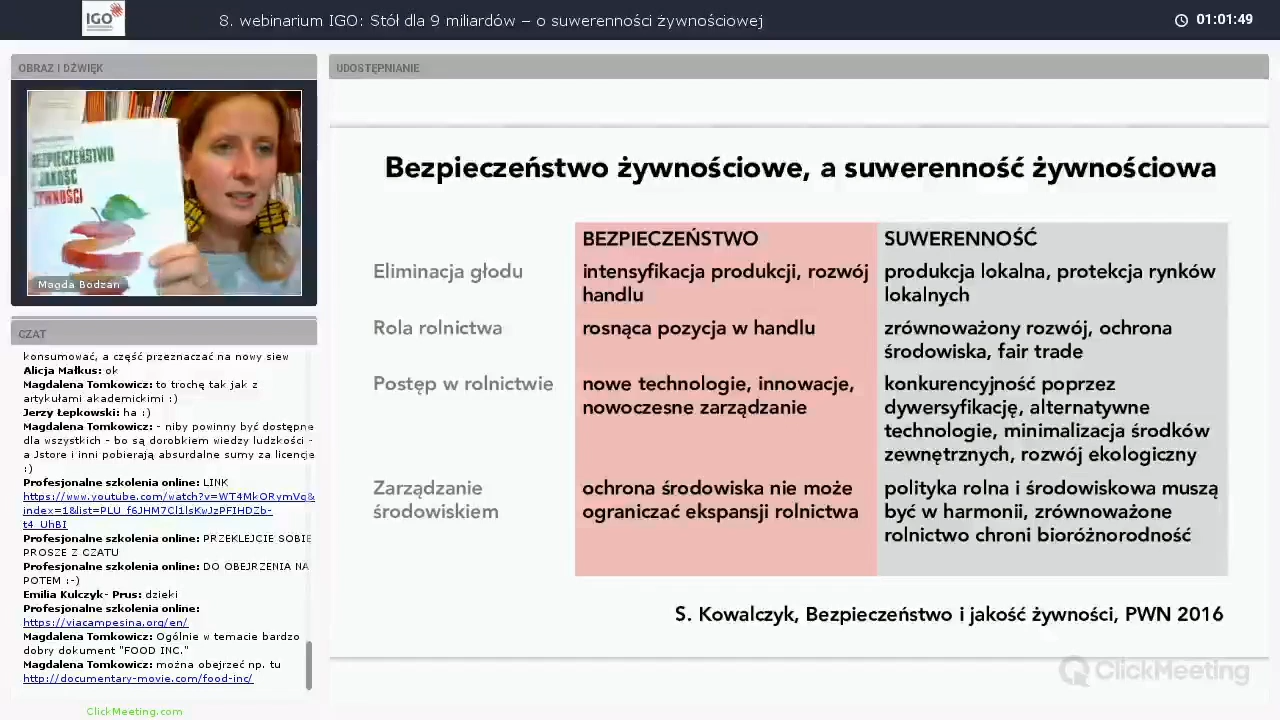 IGO
8. webinarium IGO: Stół dla 9 miliardów – o suwerenności żywnościowej
01:01:49
OBRAZ I DŹWIĘK
BEZPIECZEŃSTWO
I JAKOŚĆ
ŻYWNOŚCI
Magda Bodzan
CZAT
konsumować, a część przeznaczać na nowy siew
Alicja Małkus: ok
Magdalena Tomkowicz: to trochę tak jak z
artykułami akademickimi :)
Jerzy Łepkowski: ha :)
Magdalena Tomkowicz: - niby powinny być dostępne
dla wszystkich - bo są dorobkiem wiedzy ludzkości -
a Jstore i inni pobierają absurdalne sumy za licencje
:)
Profesjonalne szkolenia online: LINK
https://www.youtube.com/watch?v=WT4MkORymVg&
index=1&list=PLU_f6JHM7Cl1lsKwJzPFIHDZb-
t4_UhBI
Profesjonalne szkolenia online: PRZEKLEJCIE SOBIE
PROSZE Z CZATU
Profesjonalne szkolenia online: DO OBEJRZENIA NA
POTEM :-)
Emilia Kulczyk- Prus: dzieki
Profesjonalne szkolenia online:
https://viacampesina.org/en/
Magdalena Tomkowicz: Ogólnie w temacie bardzo
dobry dokument "FOOD INC."
Magdalena Tomkowicz: można obejrzeć np. tu
http://documentary-movie.com/food-inc/
ClickMeeting.com
UDOSTĘPNIANIE
Bezpieczeństwo żywnościowe, a suwerenność żywnościowa
BEZPIECZEŃSTWO
SUWERENNOŚĆ
Eliminacja głodu
intensyfikacja produkcji, rozwój
handlu
produkcja lokalna, protekcja rynków
lokalnych
Rola rolnictwa
rosnąca pozycja w handlu
zrównoważony rozwój, ochrona
środowiska, fair trade
Postęp w rolnictwie
nowe technologie, innowacje,
nowoczesne zarządzanie
konkurencyjność poprzez
dywersyfikację, alternatywne
technologie, minimalizacja środków
zewnętrznych, rozwój ekologiczny
Zarządzanie
środowiskiem
ochrona środowiska nie może
ograniczać ekspansji rolnictwa
polityka rolna i środowiskowa muszą
być w harmonii, zrównoważone
rolnictwo chroni bioróżnorodność
S. Kowalczyk, Bezpieczeństwo i jakość żywności, PWN 2016
ClickMeeting